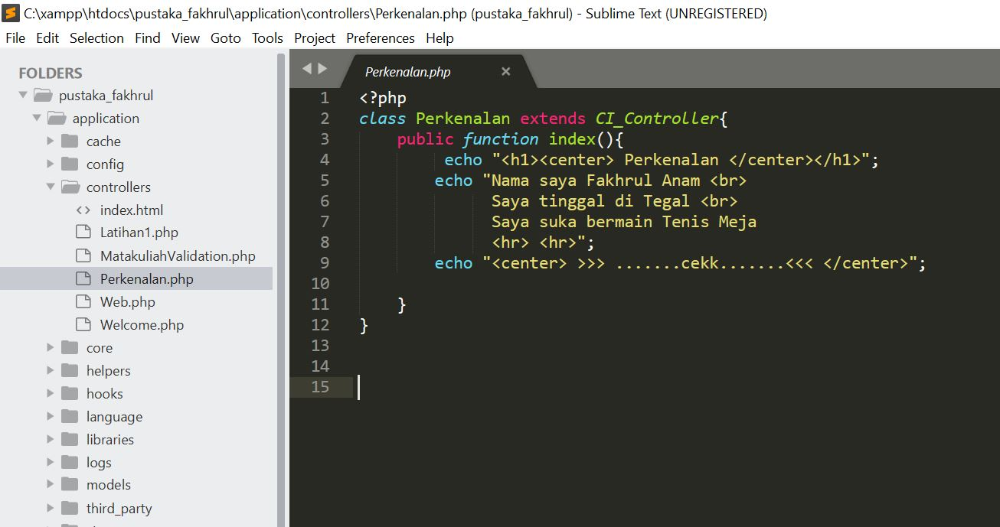 C:\xampp\htdocs\pustaka_fakhrul\application\controllers\Perkenalan.php (pustaka_fakhrul) - Sublime Text (UNREGISTERED)
File Edit Selection Find View Goto Tools Project Preferences Help
FOLDERS
pustaka_fakhrul
application
cache
config
controllers
index.html
Latihan1.php
MatakuliahValidation.php
Perkenalan.php
Web.php
Welcome.php
core
helpers
hooks
language
libraries
logs
models
third_party
Perkenalan.php
1 <?php
2 class Perkenalan extends CI_Controller{
3     public function index(){
4          echo "<h1><center> Perkenalan </center></h1>";
5         echo "Nama saya Fakhrul Anam <br>
6               Saya tinggal di Tegal <br>
7               Saya suka bermain Tenis Meja
8               <hr> <hr>";
9         echo "<center> >>> .......cekk.......<<< </center>";
10
11     }
12 }
13
14
15